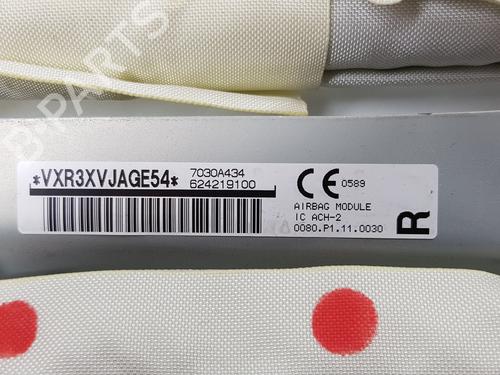 B-PARTS
*VXR3XVJAGE54*
7030A434
624219100
CE 0589
AIRBAG MODULE
IC ACH-2
0080.P1.11.0030
R